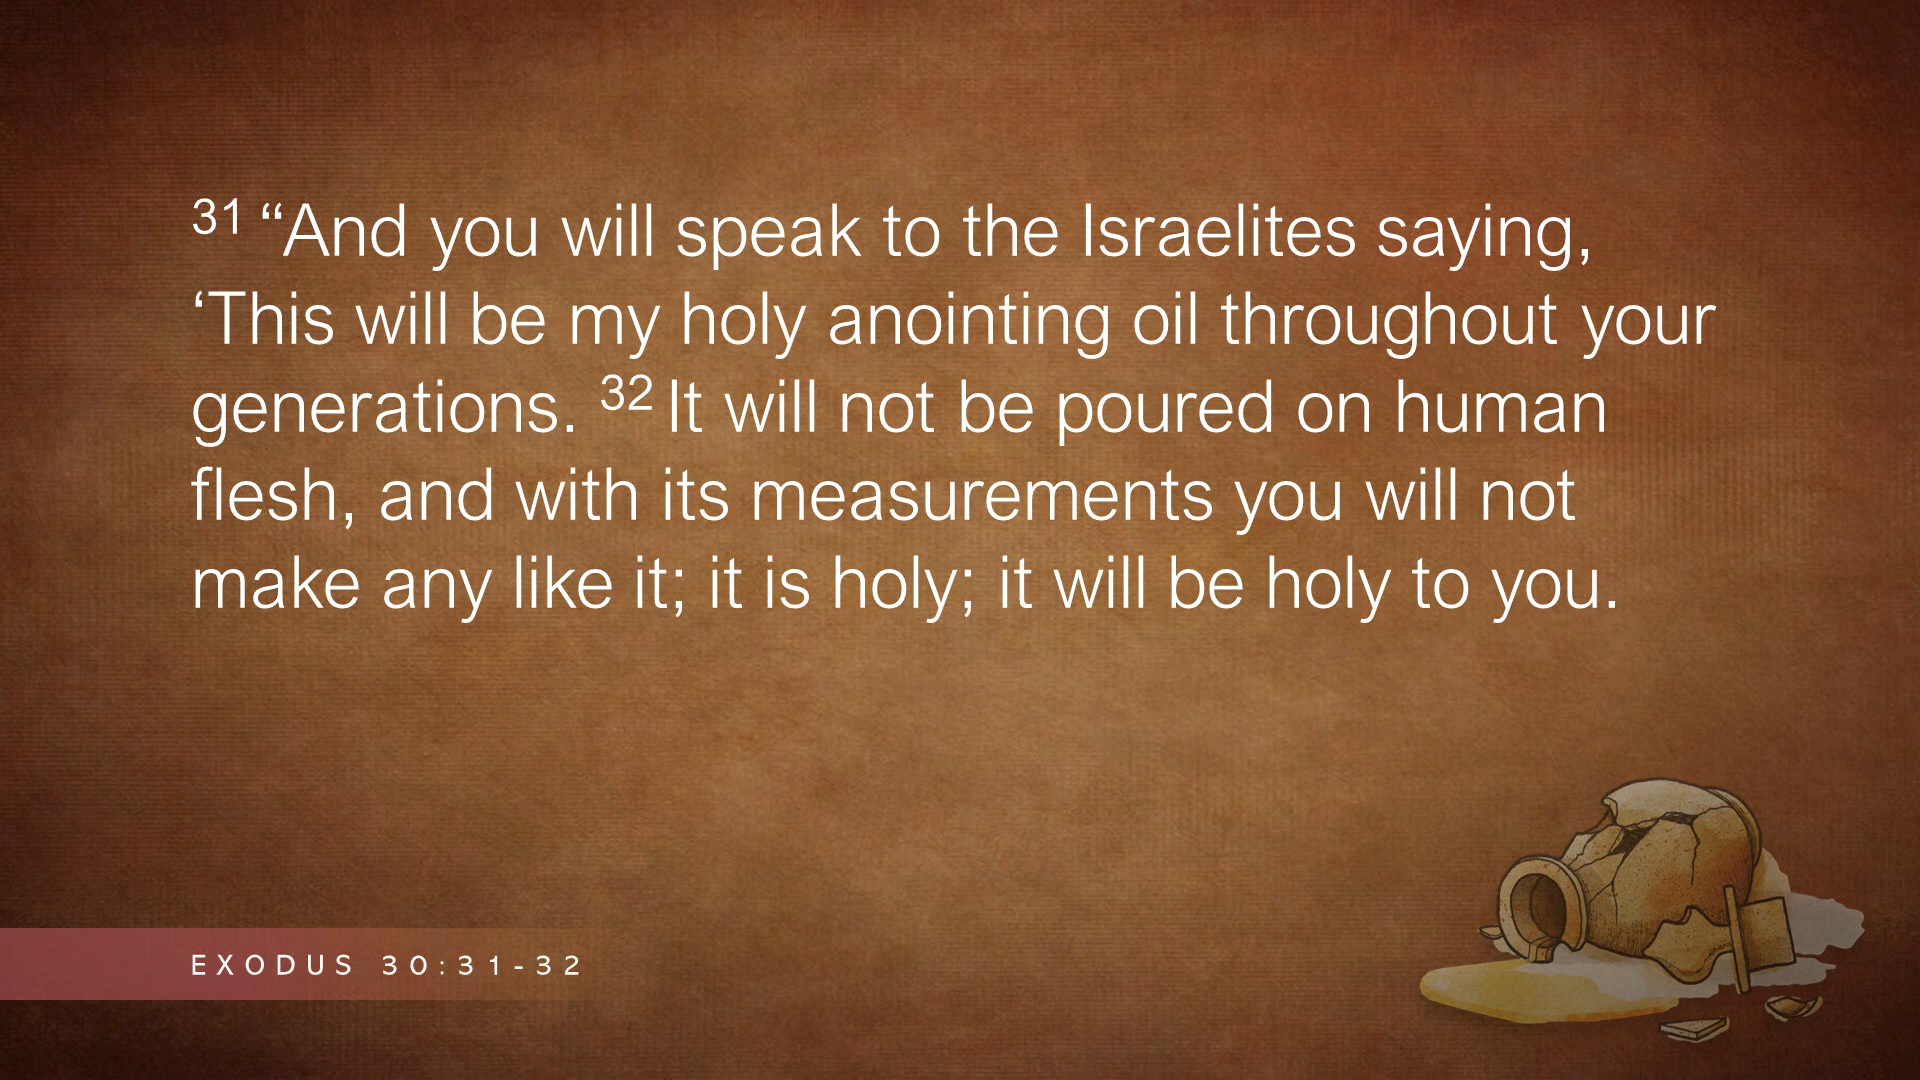 31 “And you will speak to the Israelites saying,
‘This will be my holy anointing oil throughout your
generations. 32 It will not be poured on human
flesh, and with its measurements you will not
make any like it; it is holy; it will be holy to you.
EXODUS 30:31-32